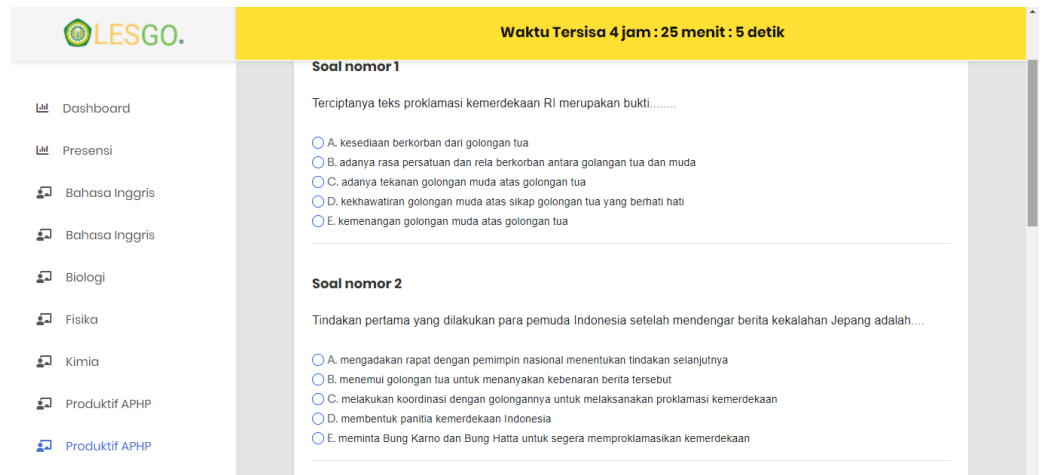 LESGO.
Waktu Tersisa 4 jam : 25 menit : 5 detik
Dashboard
Presensi
Bahasa Inggris
Bahasa Inggris
Biologi
Fisika
Kimia
Produktif APHP
Produktif APHP
Soal nomor 1
Terciptanya teks proklamasi kemerdekaan RI merupakan bukti........
A. kesediaan berkorban dari golongan tua
B. adanya rasa persatuan dan rela berkorban antara golangan tua dan muda
C. adanya tekanan golongan muda atas golongan tua
D. kekhawatiran golongan muda atas sikap golongan tua yang berhati hati
E. kemenangan golongan muda atas golongan tua
Soal nomor 2
Tindakan pertama yang dilakukan para pemuda Indonesia setelah mendengar berita kekalahan Jepang adalah....
A. mengadakan rapat dengan pemimpin nasional menentukan tindakan selanjutnya
B. menemui golongan tua untuk menanyakan kebenaran berita tersebut
C. melakukan koordinasi dengan golongannya untuk melaksanakan proklamasi kemerdekaan
D. membentuk panitia kemerdekaan Indonesia
E. meminta Bung Karno dan Bung Hatta untuk segera memproklamasikan kemerdekaan